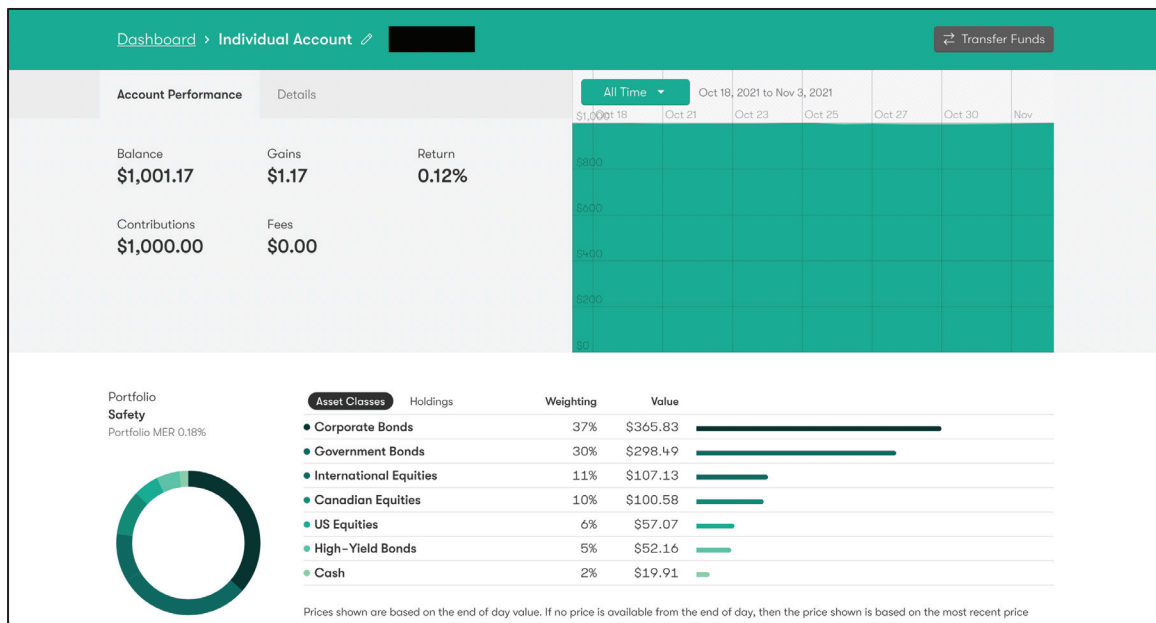 Dashboard > Individual Account
Transfer Funds
Account Performance
Details
All Time
Oct 18, 2021 to Nov 3, 2021
$1,000
Oct 18
Oct 21
Oct 23
Oct 25
Oct 27
Oct 30
Nov
$800
$600
$400
$200
$0
Balance
Gains
Return
$1,001.17
$1.17
0.12%
Contributions
Fees
$1,000.00
$0.00
Portfolio
Safety
Portfolio MER 0.18%
Asset Classes Holdings Weighting Value
Corporate Bonds 37% $365.83
Government Bonds 30% $298.49
International Equities 11% $107.13
Canadian Equities 10% $100.58
US Equities 6% $57.07
High-Yield Bonds 5% $52.16
Cash 2% $19.91
Prices shown are based on the end of day value. If no price is available from the end of day, then the price shown is based on the most recent price